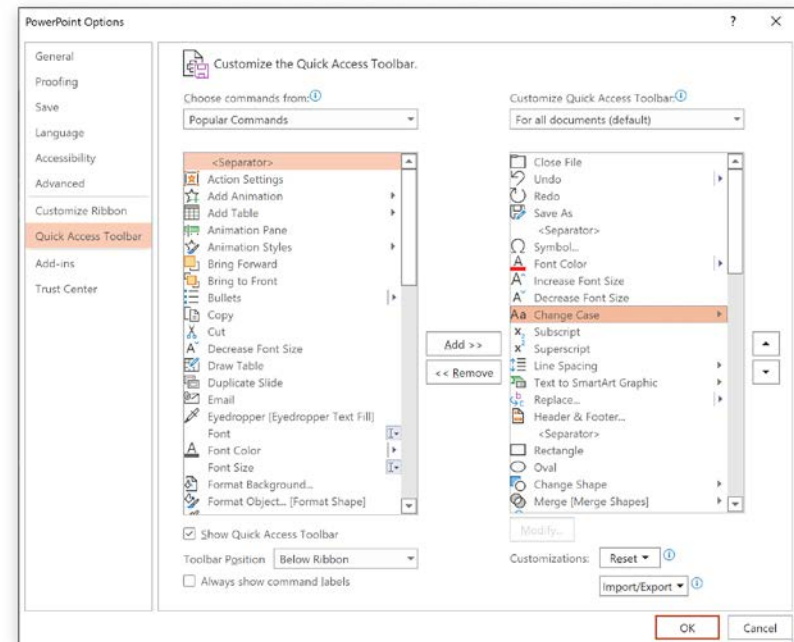 PowerPoint Options
?
General
Proofing
Save
Language
Accessibility
Advanced
Customize Ribbon
Quick Access Toolbar
Add-ins
Trust Center
Customize the Quick Access Toolbar.
Choose commands from:
Popular Commands
<Separator>
Action Settings
Add Animation
Add Table
Animation Pane
Animation Styles
Bring Forward
Bring to Front
Bullets
Copy
Cut
Decrease Font Size
Draw Table
Duplicate Slide
Email
Eyedropper [Eyedropper Text Fill]
Font
Font Color
Font Size
Format Background...
Format Object... [Format Shape]
Show Quick Access Toolbar
Toolbar Position Below Ribbon
Always show command labels
Add >>
<< Remove
Customize Quick Access Toolbar:
For all documents (default)
Close File
Undo
Redo
Save As
<Separator>
Symbol...
Font Color
Increase Font Size
Decrease Font Size
Aa Change Case
Subscript
Superscript
Line Spacing
Text to SmartArt Graphic
Replace...
Header & Footer...
<Separator>
Rectangle
Oval
Change Shape
Merge [Merge Shapes]
Modify...
Customizations: Reset
Import/Export
OK
Cancel